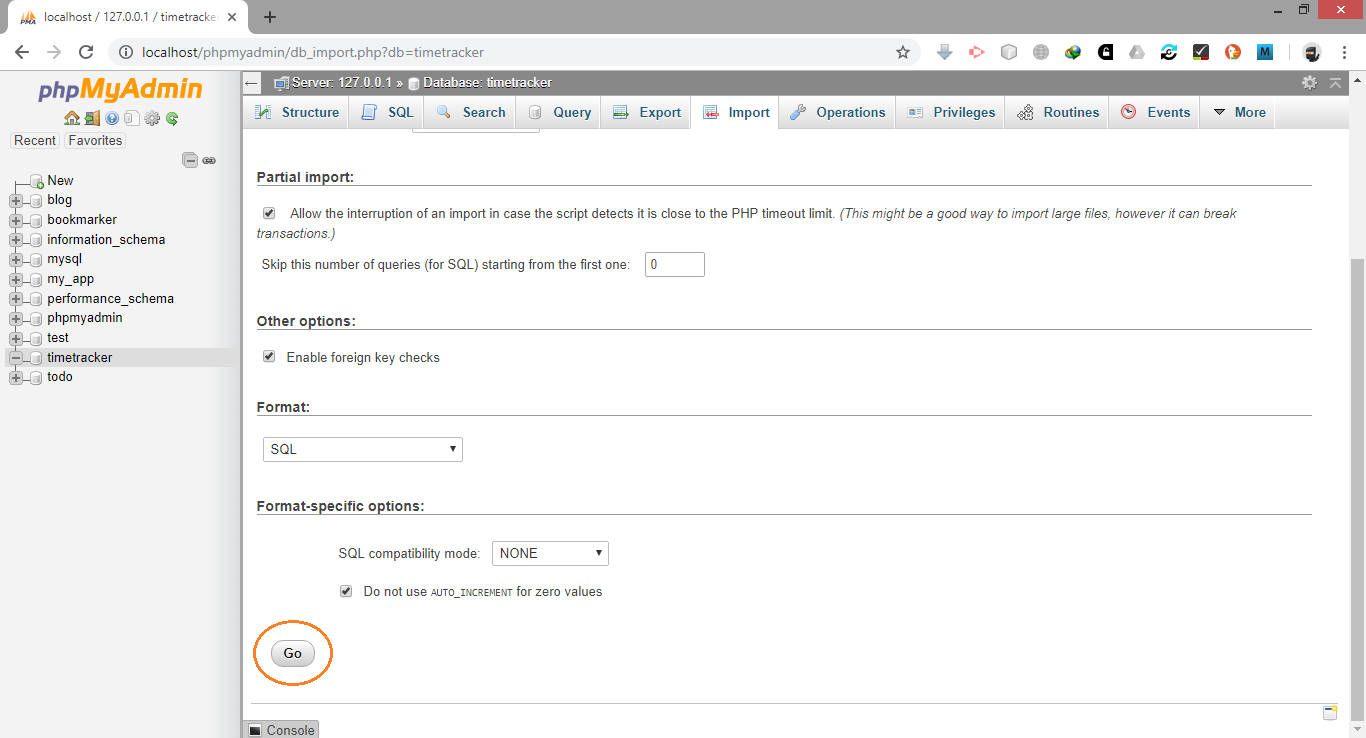 PMA localhost / 127.0.0.1 / timetracke
localhost/phpmyadmin/db_import.php?db=timetracker
phpMyAdmin
Recent Favorites
New
blog
bookmarker
information_schema
mysql
my_app
performance_schema
phpmyadmin
test
timetracker
todo
Server: 127.0.0.1 » Database: timetracker
Structure SQL Search Query Export Import Operations Privileges Routines Events More
Partial import:
Allow the interruption of an import in case the script detects it is close to the PHP timeout limit. (This might be a good way to import large files, however it can break
transactions.)
Skip this number of queries (for SQL) starting from the first one: 0
Other options:
Enable foreign key checks
Format:
SQL
Format-specific options:
SQL compatibility mode: NONE
Do not use AUTO_INCREMENT for zero values
Go
Console